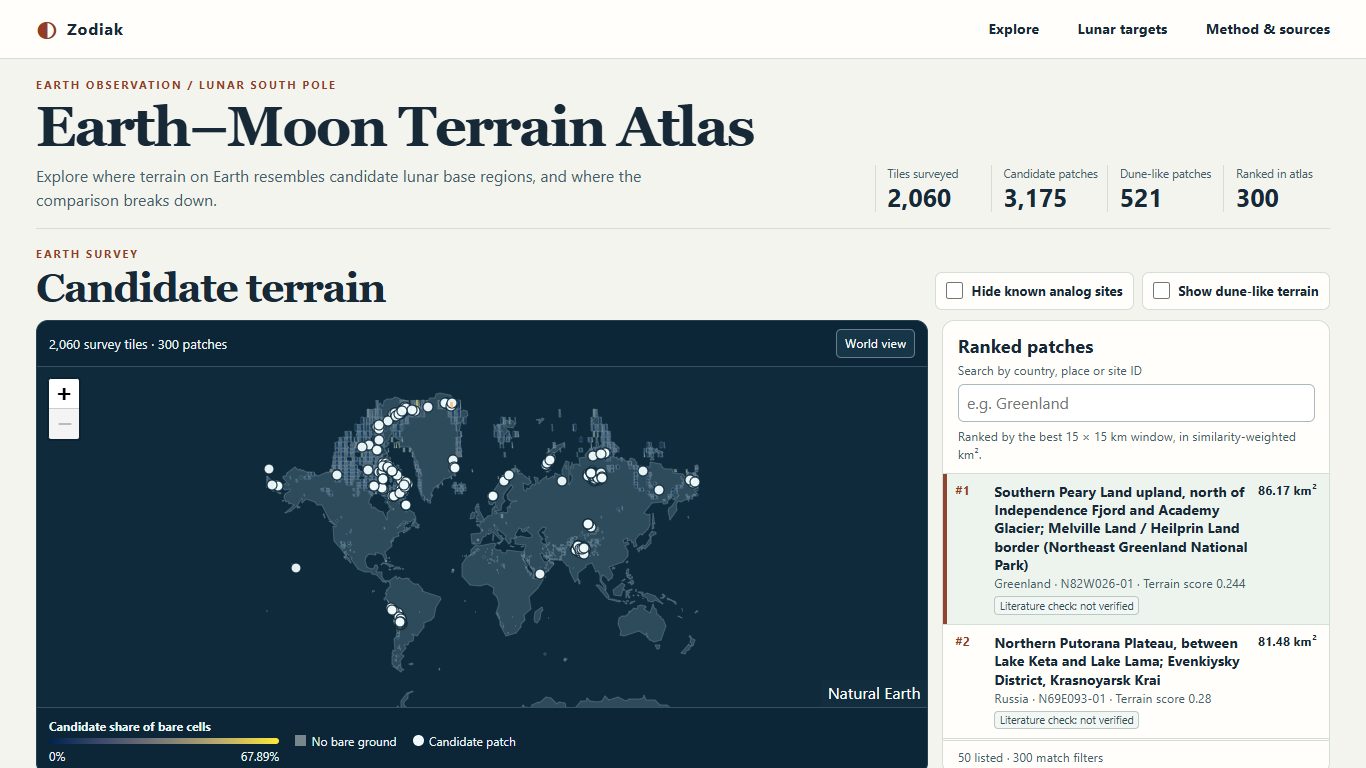 Zodiak
Explore
Lunar targets
Method & sources
EARTH OBSERVATION / LUNAR SOUTH POLE
Earth—Moon Terrain Atlas
Explore where terrain on Earth resembles candidate lunar base regions, and where the
comparison breaks down.
Tiles surveyed
2,060
Candidate patches
3,175
Dune-like patches
521
Ranked in atlas
300
EARTH SURVEY
Candidate terrain
Hide known analog sites
Show dune-like terrain
2,060 survey tiles · 300 patches
World view
+
−
Natural Earth
Candidate share of bare cells
0%
67.89%
No bare ground
Candidate patch
Ranked patches
Search by country, place or site ID
e.g. Greenland
Ranked by the best 15 × 15 km window, in similarity-weighted
km².
#1
Southern Peary Land upland, north of
Independence Fjord and Academy
Glacier; Melville Land / Heilprin Land
border (Northeast Greenland National
Park)
86.17 km²
Greenland · N82W026-01 · Terrain score 0.244
Literature check: not verified
#2
Northern Putorana Plateau, between
Lake Keta and Lake Lama; Evenkiysky
District, Krasnoyarsk Krai
81.48 km²
Russia · N69E093-01 · Terrain score 0.28
Literature check: not verified
50 listed · 300 match filters